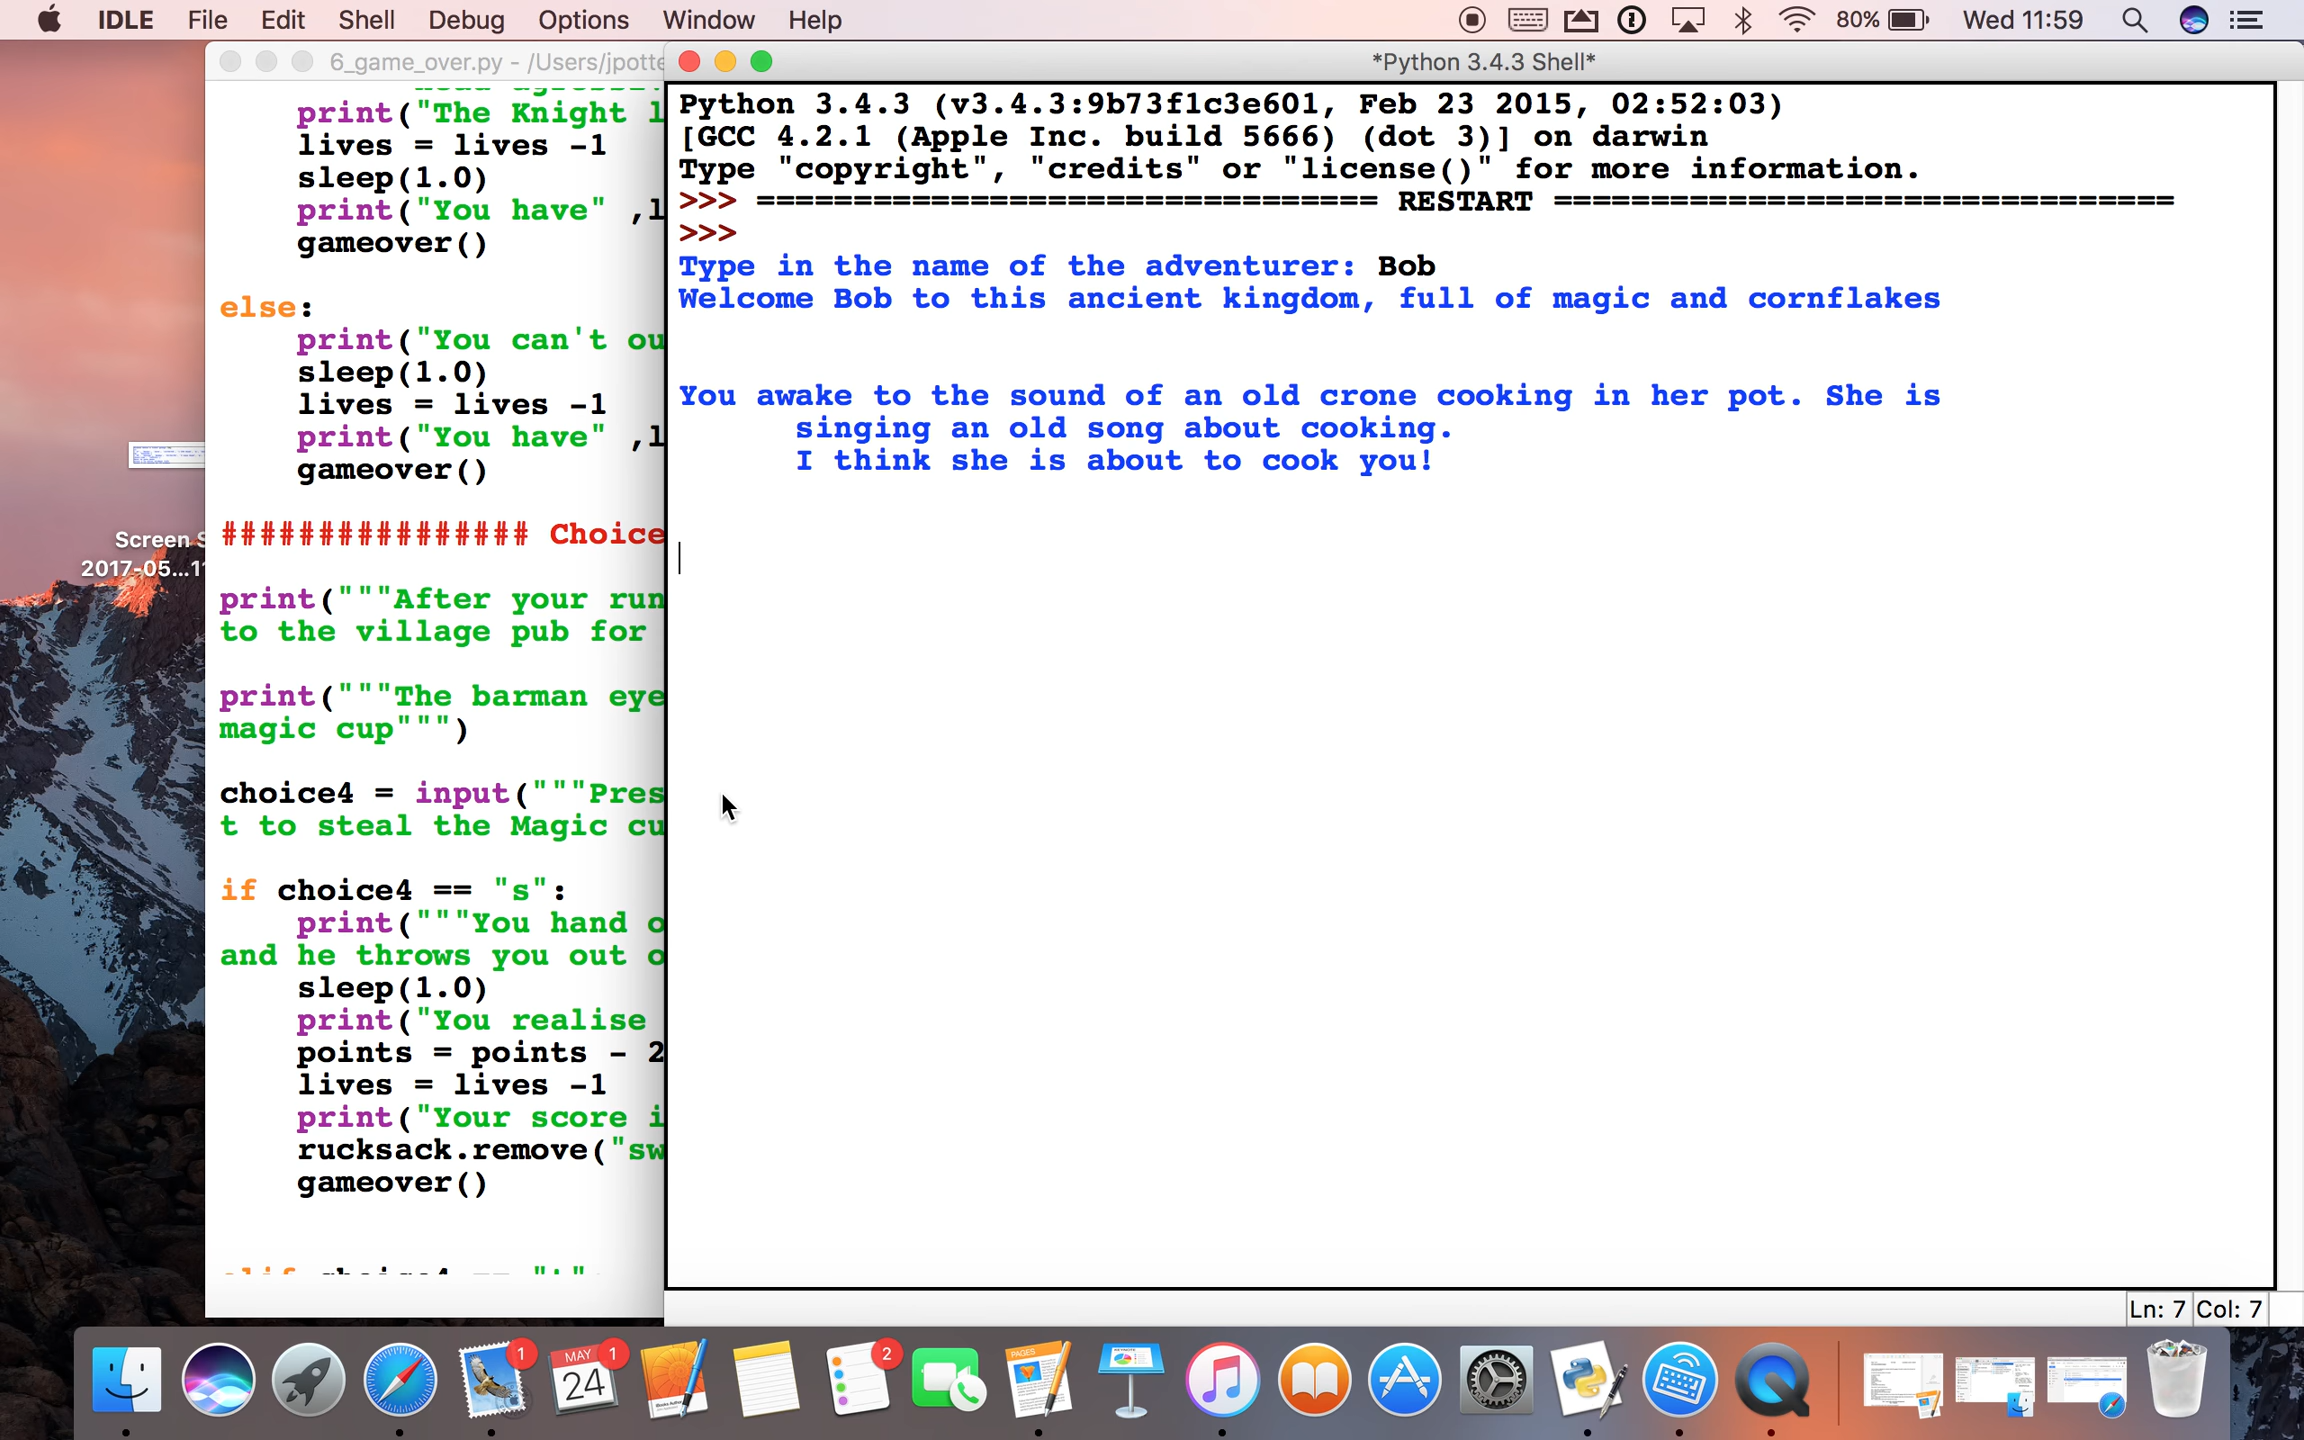 IDLE File Edit Shell Debug Options Window Help 80% Wed 11:59
6_game_over.py - /Users/jpotte
print("The Knight l
lives = lives -1
sleep(1.0)
print("You have" ,l
gameover()
else:
print("You can't ou
sleep(1.0)
lives = lives -1
print("You have" ,l
gameover()
################ Choice
print("""After your run
to the village pub for
print("""The barman eye
magic cup""")
choice4 = input("""Pres
t to steal the Magic cu
if choice4 == "s":
print("""You hand o
and he throws you out o
sleep(1.0)
print("You realise
points = points - 2
lives = lives -1
print("Your score i
rucksack.remove("sw
gameover()
*Python 3.4.3 Shell*
Python 3.4.3 (v3.4.3:9b73f1c3e601, Feb 23 2015, 02:52:03)
[GCC 4.2.1 (Apple Inc. build 5666) (dot 3)] on darwin
Type "copyright", "credits" or "license()" for more information.
>>> ================================ RESTART ================================
>>>
Type in the name of the adventurer: Bob
Welcome Bob to this ancient kingdom, full of magic and cornflakes
You awake to the sound of an old crone cooking in her pot. She is
singing an old song about cooking.
I think she is about to cook you!
Ln: 7 Col: 7
Screen S
2017-05...1
1
MAY 1
24
2
PAGES
KEYNOTE